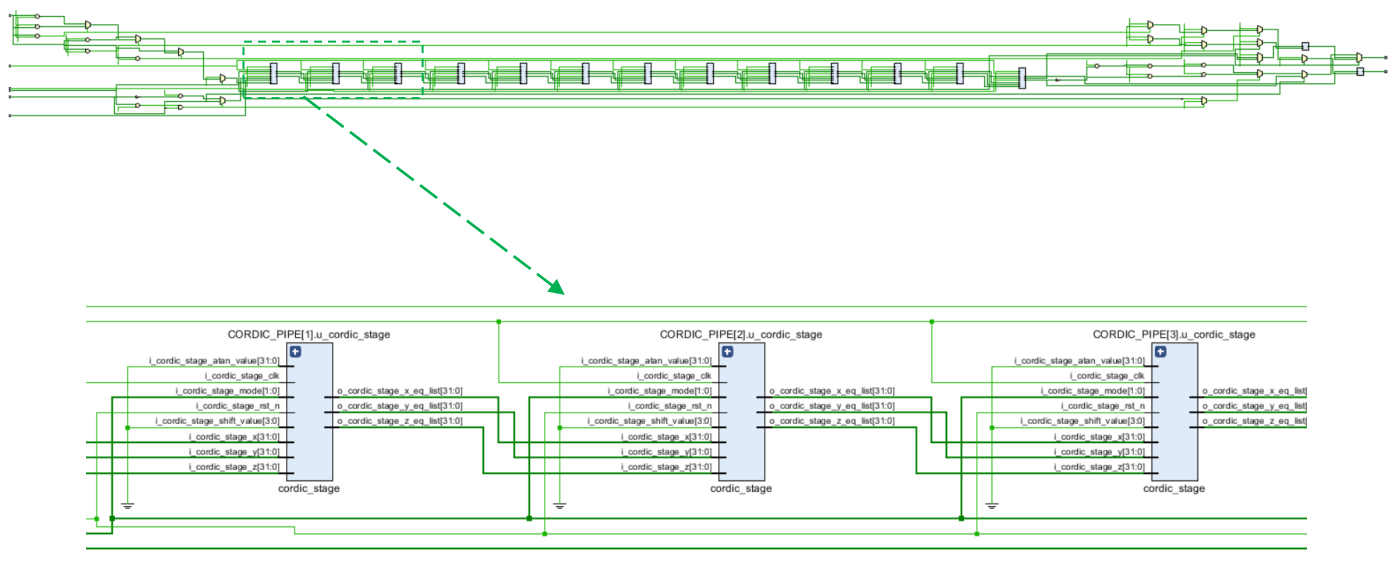 CORDIC_PIPE[1].u_cordic_stage
i_cordic_stage_atan_value[31:0]
i_cordic_stage_clk
i_cordic_stage_mode[1:0]
i_cordic_stage_rst_n
i_cordic_stage_shift_value[3:0]
i_cordic_stage_x[31:0]
i_cordic_stage_y[31:0]
i_cordic_stage_z[31:0]
o_cordic_stage_x_eq_list[31:0]
o_cordic_stage_y_eq_list[31:0]
o_cordic_stage_z_eq_list[31:0]
cordic_stage
CORDIC_PIPE[2].u_cordic_stage
i_cordic_stage_atan_value[31:0]
i_cordic_stage_clk
i_cordic_stage_mode[1:0]
i_cordic_stage_rst_n
i_cordic_stage_shift_value[3:0]
i_cordic_stage_x[31:0]
i_cordic_stage_y[31:0]
i_cordic_stage_z[31:0]
o_cordic_stage_x_eq_list[31:0]
o_cordic_stage_y_eq_list[31:0]
o_cordic_stage_z_eq_list[31:0]
cordic_stage
CORDIC_PIPE[3].u_cordic_stage
i_cordic_stage_atan_value[31:0]
i_cordic_stage_clk
i_cordic_stage_mode[1:0]
i_cordic_stage_rst_n
i_cordic_stage_shift_value[3:0]
i_cordic_stage_x[31:0]
i_cordic_stage_y[31:0]
i_cordic_stage_z[31:0]
o_cordic_stage_x_eq_list
o_cordic_stage_y_eq_list
o_cordic_stage_z_eq_list
cordic_stage